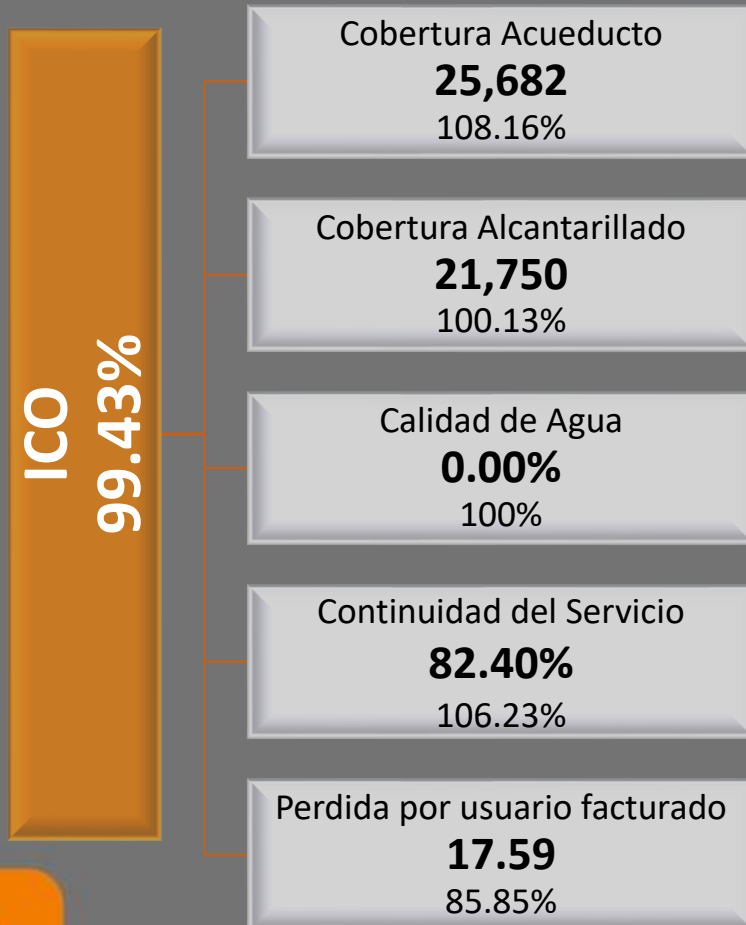 ICO
99.43%
Cobertura Acueducto
25,682
108.16%
Cobertura Alcantarillado
21,750
100.13%
Calidad de Agua
0.00%
100%
Continuidad del Servicio
82.40%
106.23%
Perdida por usuario facturado
17.59
85.85%